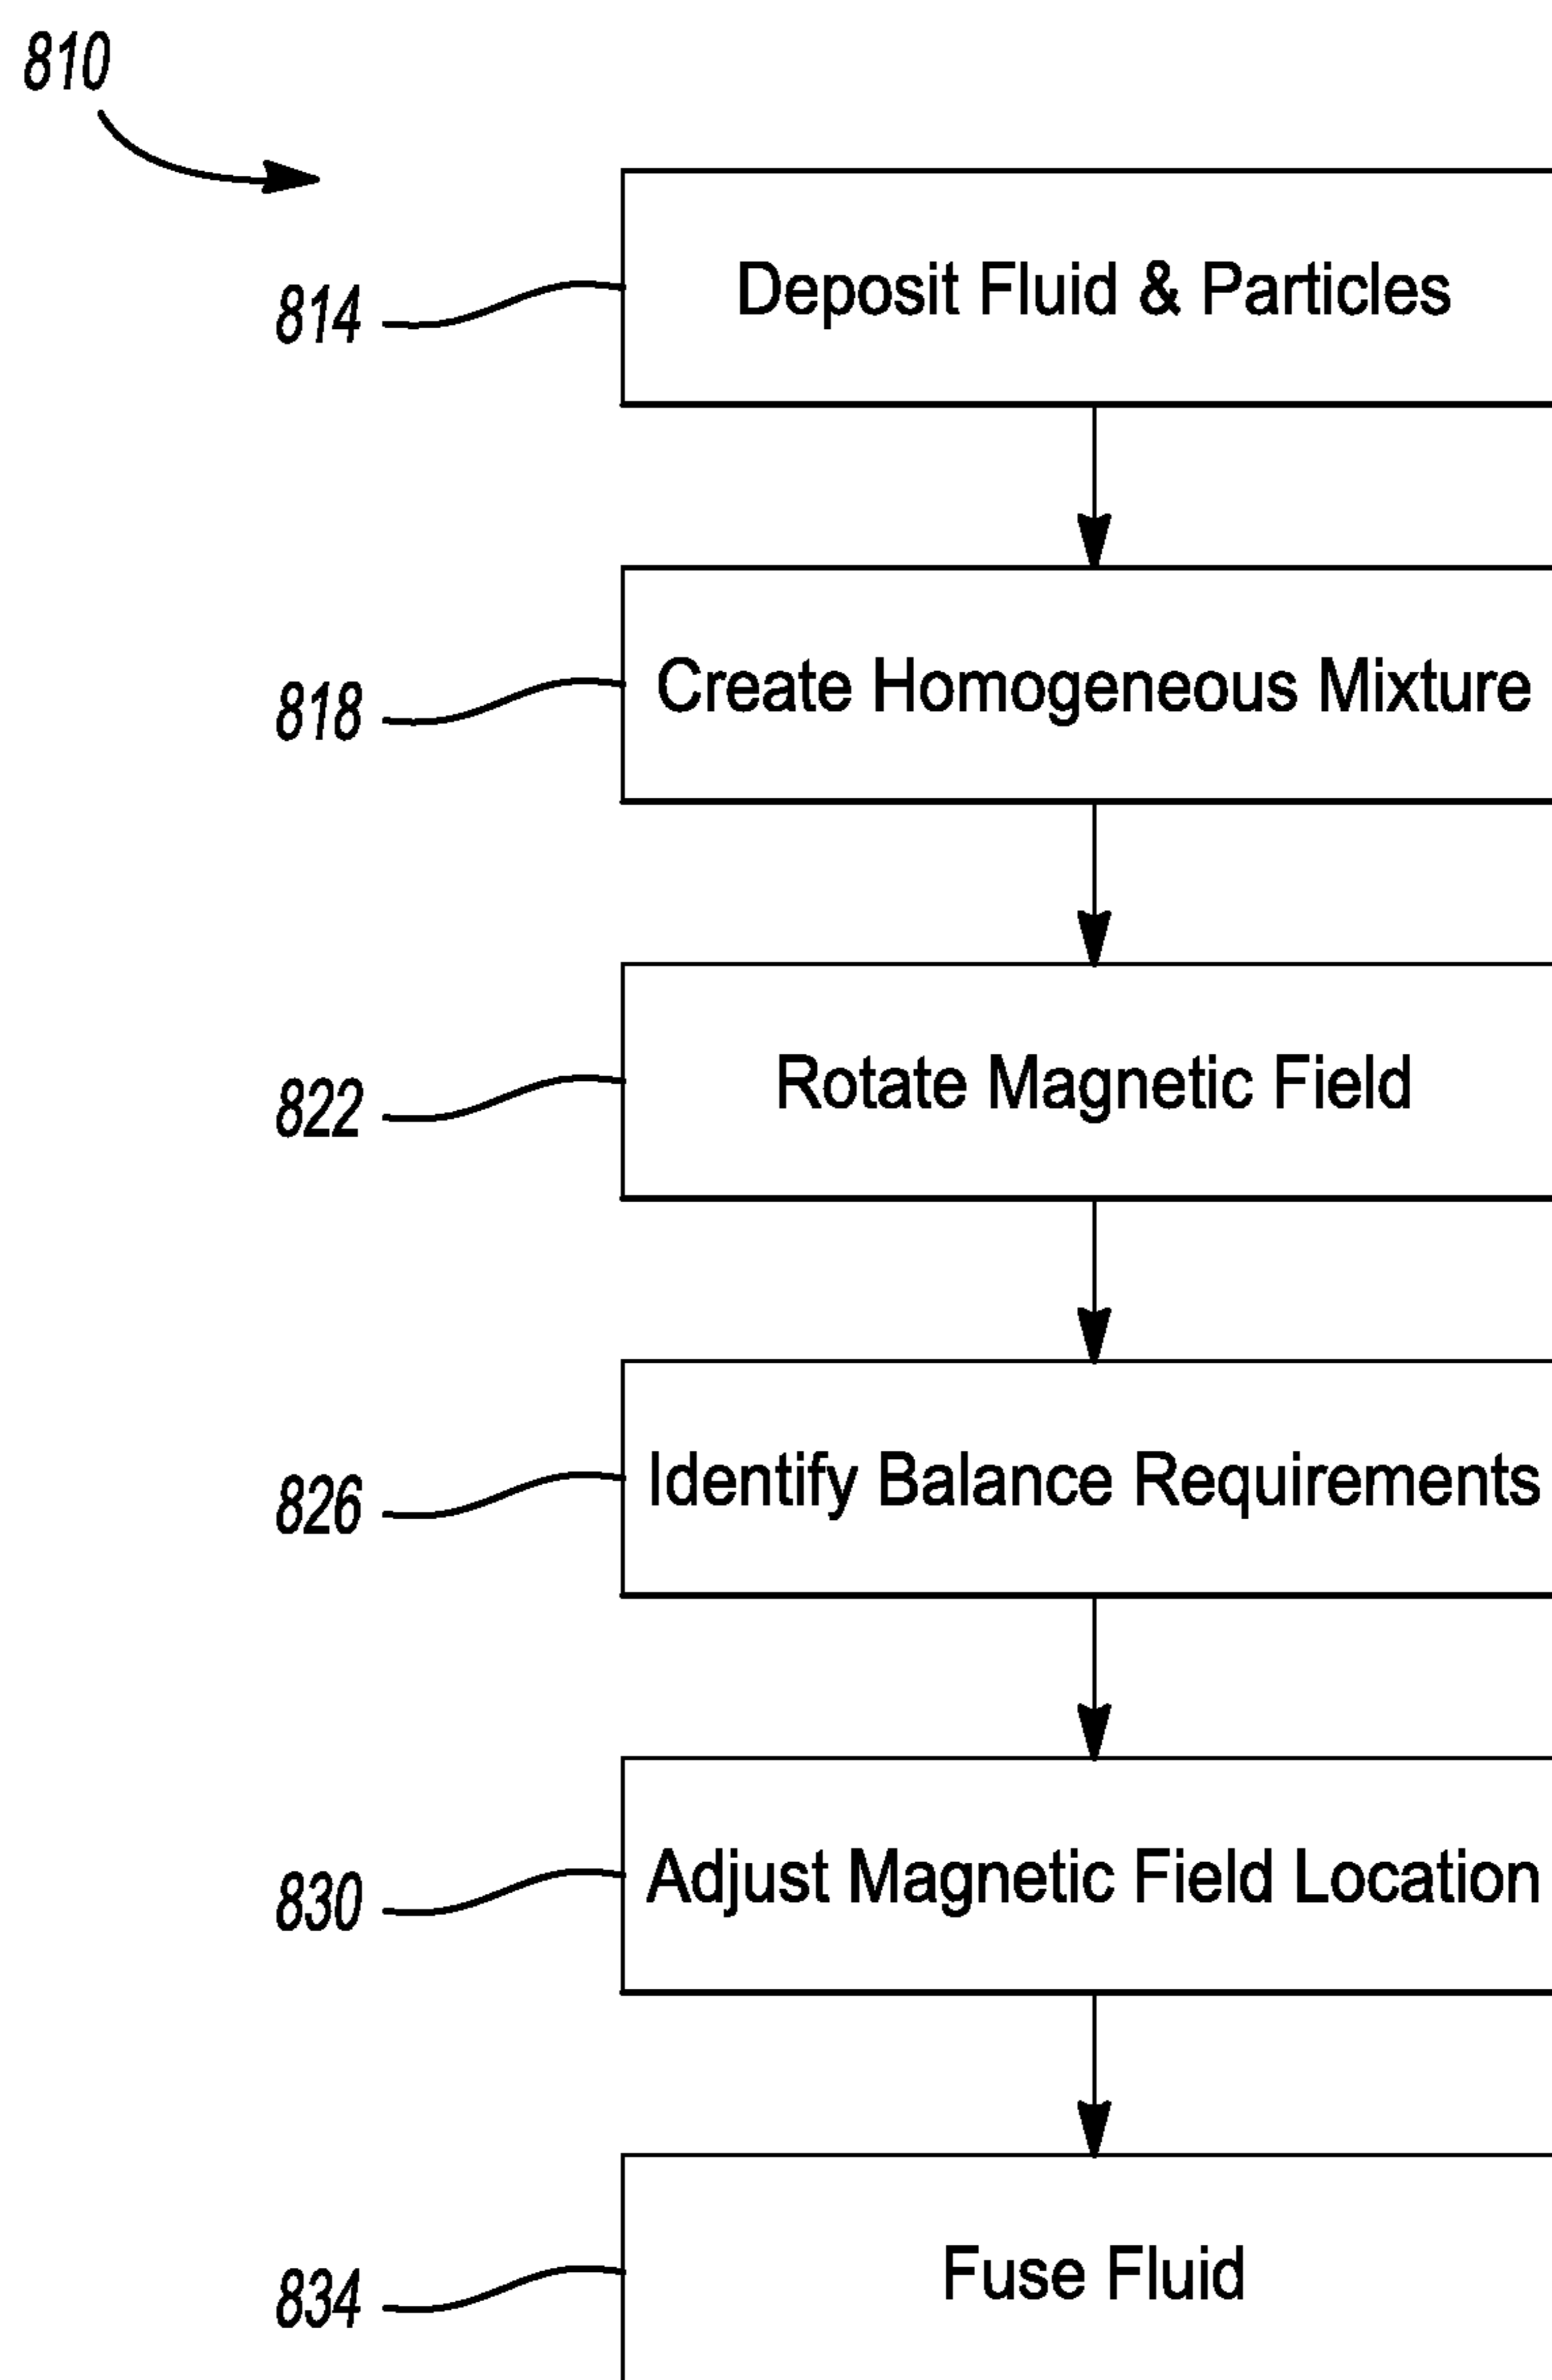 810
814
Deposit Fluid & Particles
818
Create Homogeneous Mixture
822
Rotate Magnetic Field
826
Identify Balance Requirements
830
Adjust Magnetic Field Location
834
Fuse Fluid